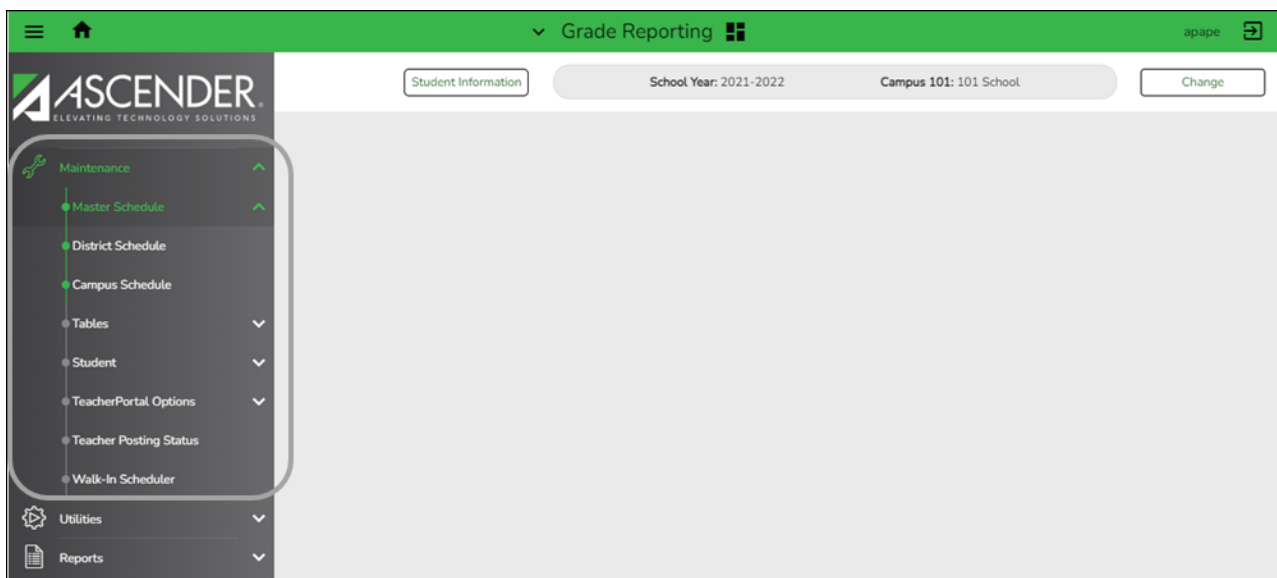 Grade Reporting
apape
ASCENDER®
ELEVATING TECHNOLOGY SOLUTIONS
Student Information
School Year: 2021-2022
Campus 101: 101 School
Change
Maintenance
Master Schedule
District Schedule
Campus Schedule
Tables
Student
TeacherPortal Options
Teacher Posting Status
Walk-In Scheduler
Utilities
Reports